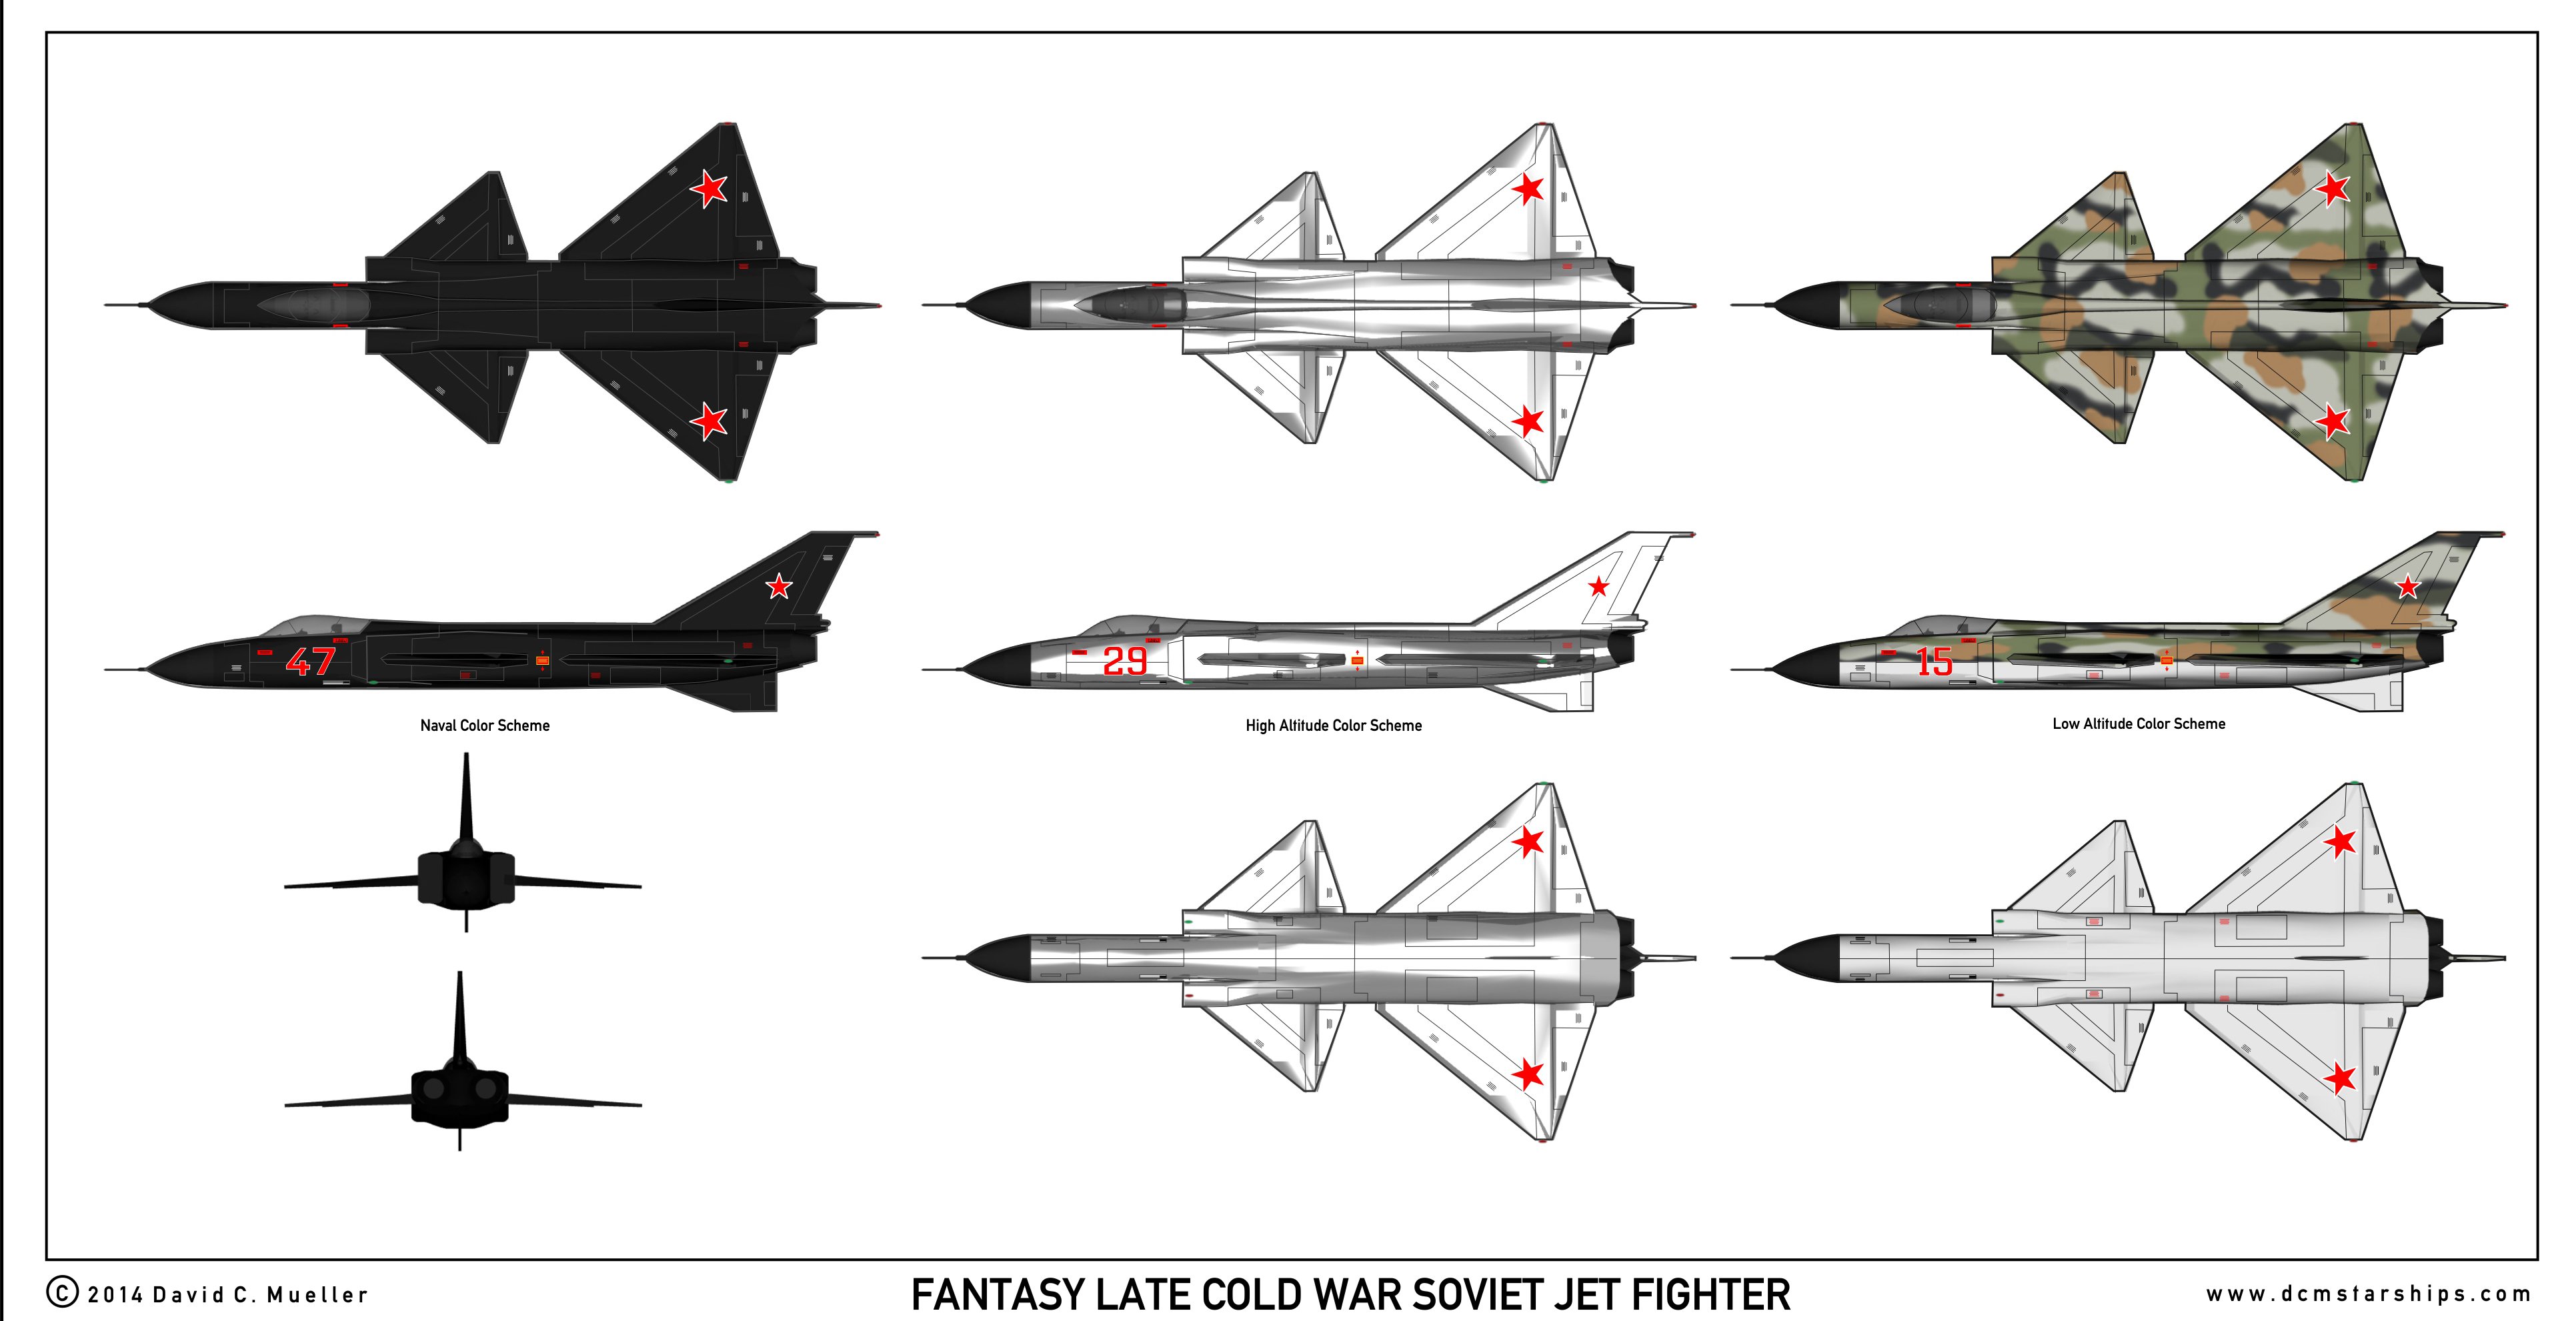 47
29
15
Naval Color Scheme
High Altitude Color Scheme
Low Altitude Color Scheme
© 2014 David C. Mueller
FANTASY LATE COLD WAR SOVIET JET FIGHTER
www.dcmstarships.com